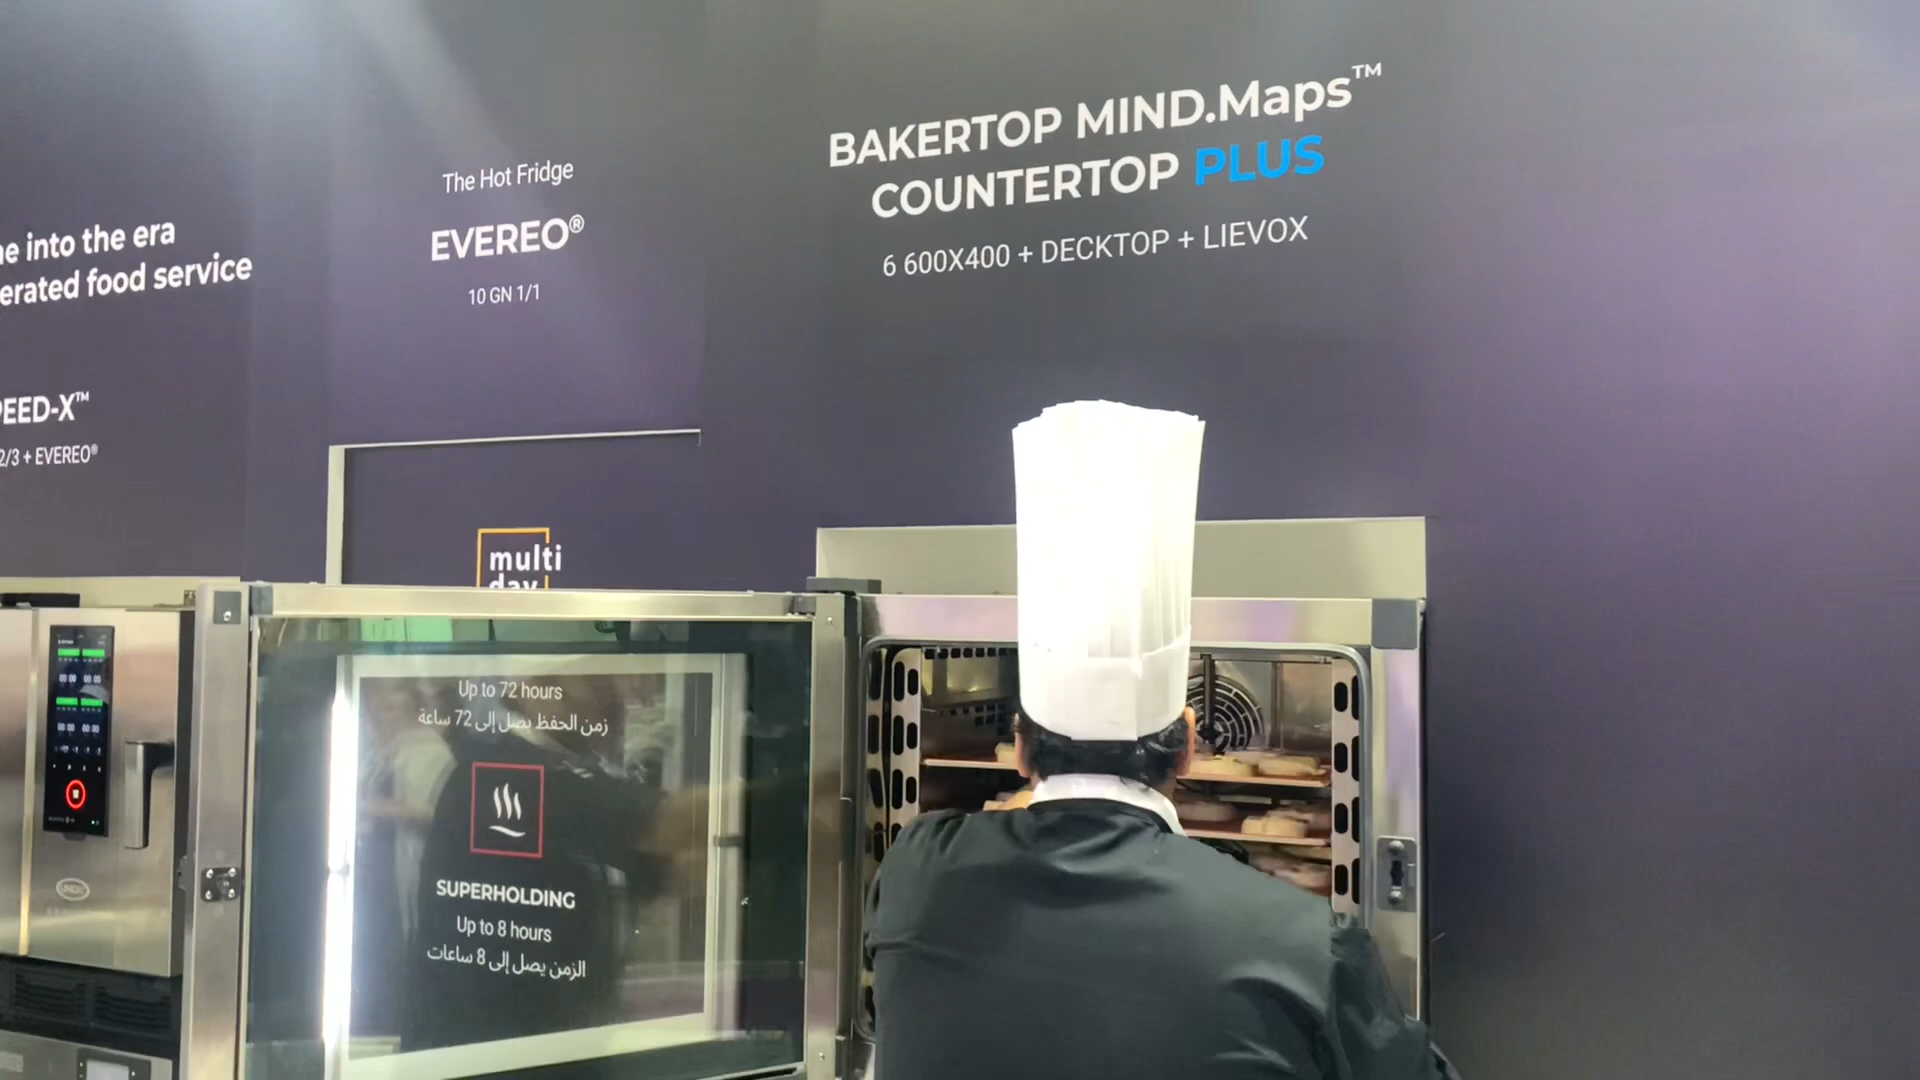 e into the era
erated food service
EED-X™
2/3 + EVEREO®
The Hot Fridge
EVEREO®
10 GN 1/1
BAKERTOP MIND.Maps™
COUNTERTOP PLUS
6 600X400 + DECKTOP + LIEVOX
multi
day
Up to 72 hours
زمن الحفظ يصل إلى 72 ساعة
SUPERHOLDING
Up to 8 hours
الزمن يصل إلى 8 ساعات
UNOX